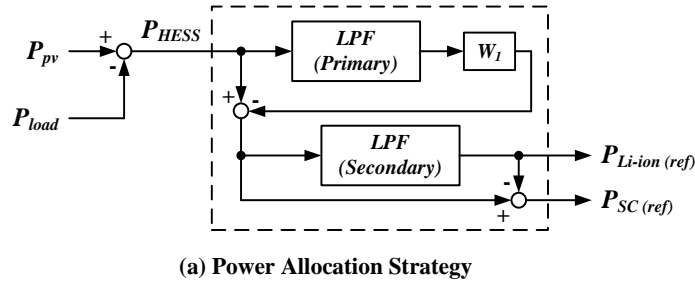 P_pv
+
-
P_load
P_HESS
LPF
(Primary)
W_1
+
-
LPF
(Secondary)
-
+
P_Li-ion (ref)
P_SC (ref)
(a) Power Allocation Strategy